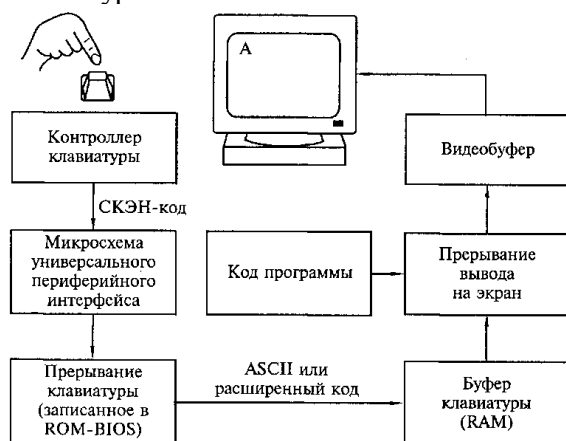 A
Контроллер
клавиатуры
СКЭН-код
Видеобуфер
Микросхема
универсального
периферийного
интерфейса
Код программы
Прерывание
вывода
на экран
Прерывание
клавиатуры
(записанное в
ROM-BIOS)
ASCII или
расширенный код
Буфер
клавиатуры
(RAM)